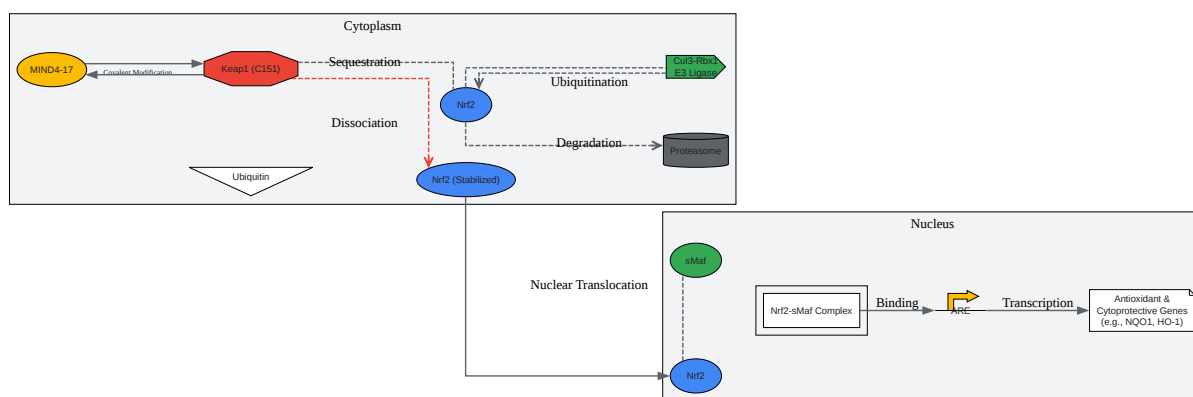 Cytoplasm
MIND4-17
Covalent Modification
Keap1 (C151)
Sequestration
Cul3-Rbx1
E3 Ligase
Ubiquitination
Nrf2
Dissociation
Degradation
Proteasome
Ubiquitin
Nrf2 (Stabilized)
Nucleus
sMaf
Nuclear Translocation
Nrf2-sMaf Complex
Binding
ARE
Transcription
Antioxidant &
Cytoprotective Genes
(e.g., NQO1, HO-1)
Nrf2